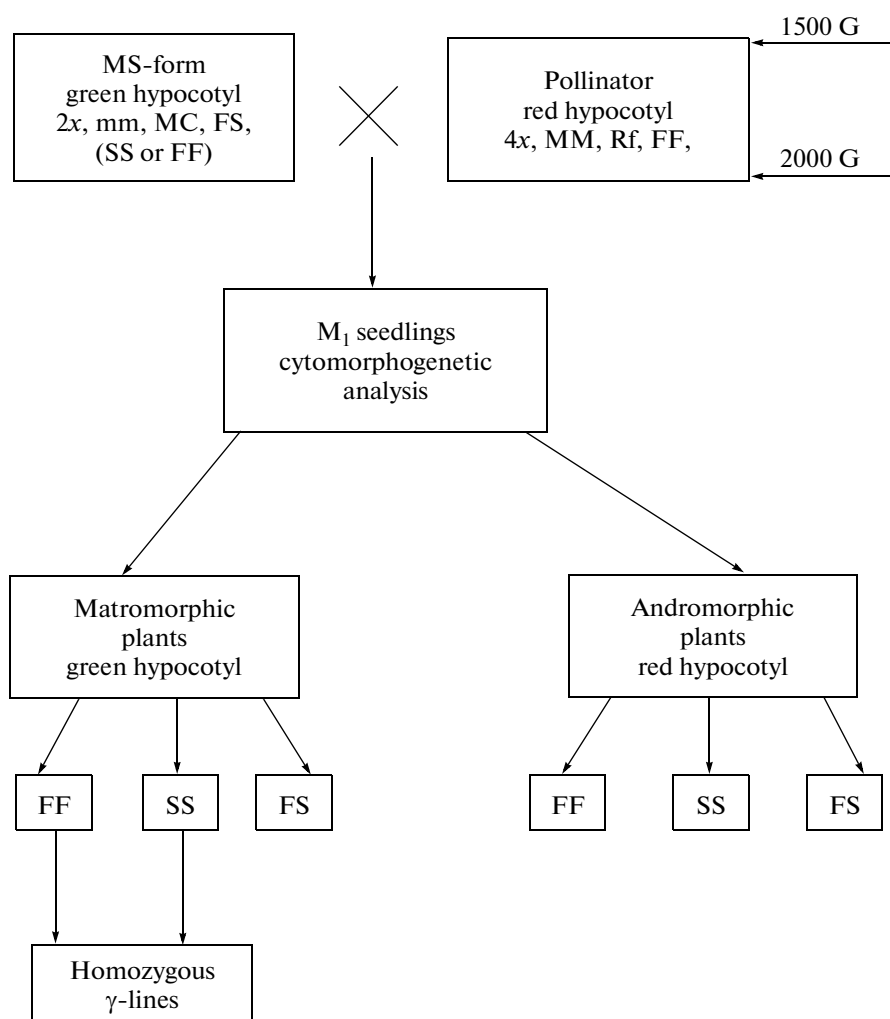 MS-form
green hypocotyl
2x, mm, MC, FS,
(SS or FF)
Pollinator
red hypocotyl
4x, MM, Rf, FF,
1500 G
2000 G
M₁ seedlings
cytomorphogenetic
analysis
Matromorphic
plants
green hypocotyl
Andromorphic
plants
red hypocotyl
FF
SS
FS
FF
SS
FS
Homozygous
γ-lines